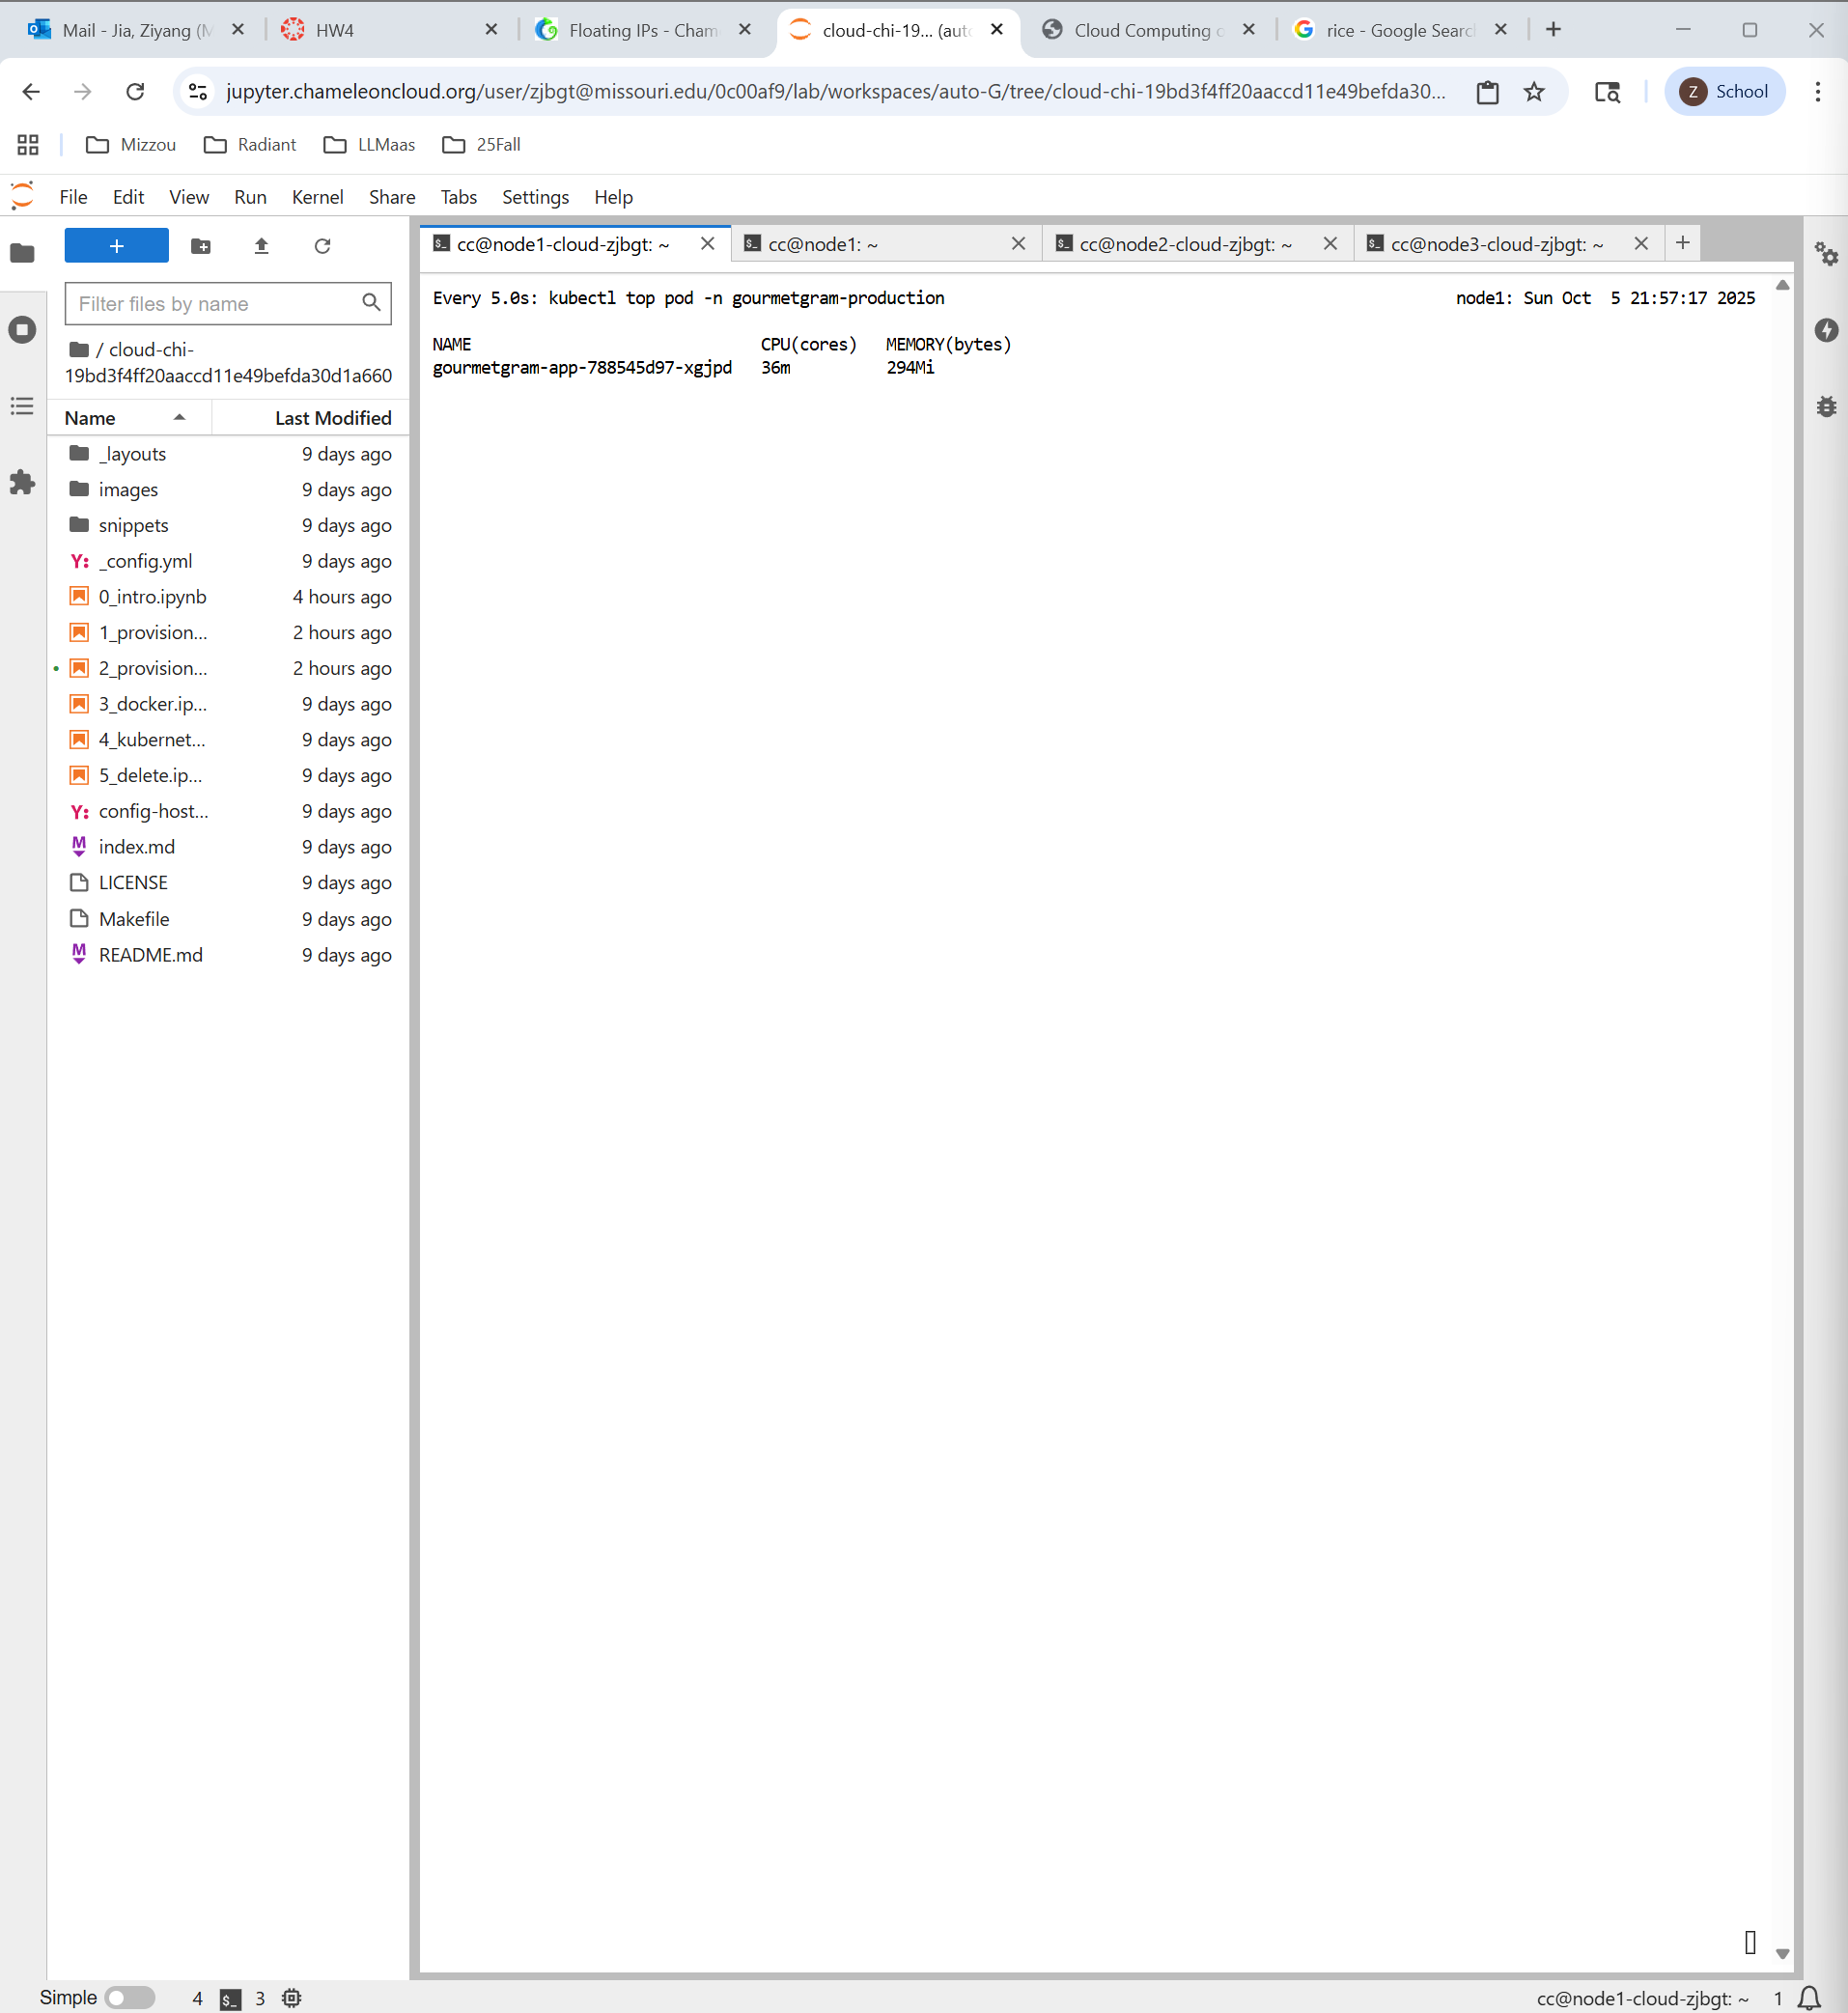 Mail - Jia, Ziyang (M
HW4
Floating IPs - Cham
cloud-chi-19... (aut
Cloud Computing
rice - Google Searc
jupyter.chameleoncloud.org/user/zjbgt@missouri.edu/0c00af9/lab/workspaces/auto-G/tree/cloud-chi-19bd3f4ff20aaccd11e49befda30...
Z School
Mizzou Radiant LLMaas 25Fall
File Edit View Run Kernel Share Tabs Settings Help
Filter files by name
/ cloud-chi-
19bd3f4ff20aaccd11e49befda30d1a660
Name Last Modified
_layouts 9 days ago
images 9 days ago
snippets 9 days ago
Y: _config.yml 9 days ago
0_intro.ipynb 4 hours ago
1_provision... 2 hours ago
2_provision... 2 hours ago
3_docker.ip... 9 days ago
4_kubernet... 9 days ago
5_delete.ip... 9 days ago
Y: config-host... 9 days ago
M index.md 9 days ago
LICENSE 9 days ago
Makefile 9 days ago
M README.md 9 days ago
cc@node1-cloud-zjbgt: ~
cc@node1: ~
cc@node2-cloud-zjbgt: ~
cc@node3-cloud-zjbgt: ~
Every 5.0s: kubectl top pod -n gourmetgram-production node1: Sun Oct  5 21:57:17 2025
NAME CPU(cores) MEMORY(bytes)
gourmetgram-app-788545d97-xgjpd 36m 294Mi
Simple 4 $_ 3 cc@node1-cloud-zjbgt: ~ 1